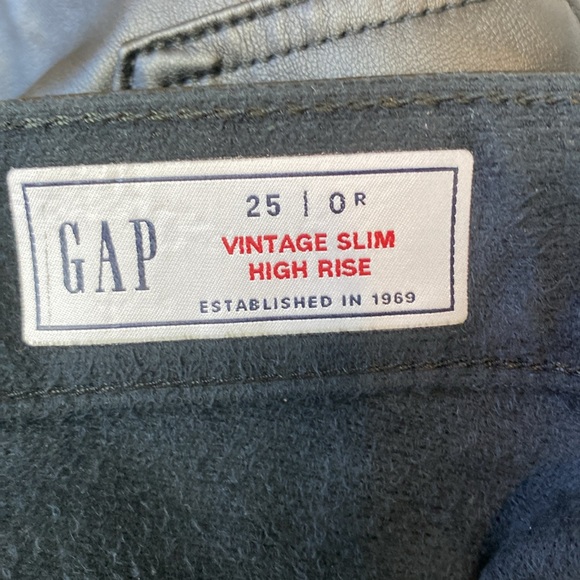 GAP
25 | 0R
VINTAGE SLIM
HIGH RISE
ESTABLISHED IN 1969